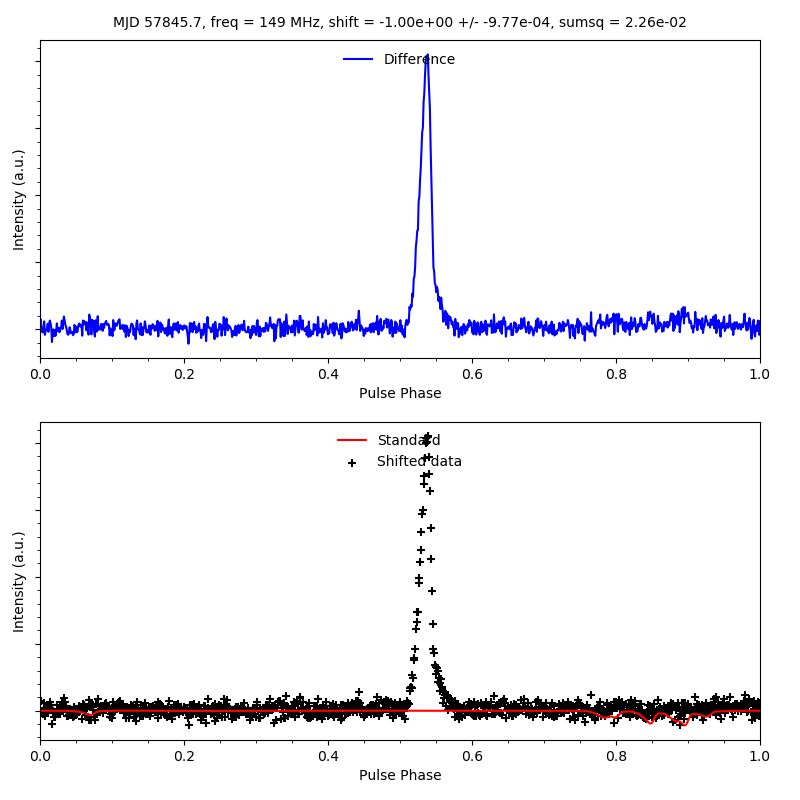 MJD 57845.7, freq = 149 MHz, shift = -1.00e+00 +/- -9.77e-04, sumsq = 2.26e-02
Difference
Intensity (a.u.)
0.0 0.2 0.4 0.6 0.8 1.0
Pulse Phase
Standard
Shifted data
Intensity (a.u.)
0.0 0.2 0.4 0.6 0.8 1.0
Pulse Phase